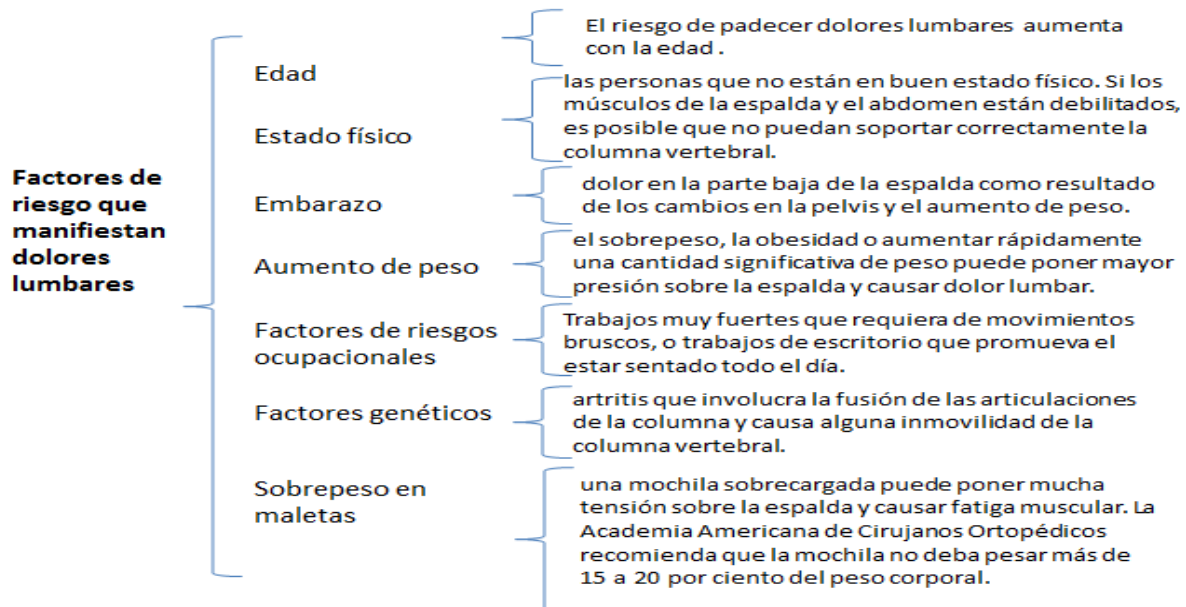 Factores de
riesgo que
manifiestan
dolores
lumbares
Edad
El riesgo de padecer dolores lumbares aumenta
con la edad .
Estado físico
las personas que no están en buen estado físico. Si los
músculos de la espalda y el abdomen están debilitados,
es posible que no puedan soportar correctamente la
columna vertebral.
Embarazo
dolor en la parte baja de la espalda como resultado
de los cambios en la pelvis y el aumento de peso.
Aumento de peso
el sobrepeso, la obesidad o aumentar rápidamente
una cantidad significativa de peso puede poner mayor
presión sobre la espalda y causar dolor lumbar.
Factores de riesgos
ocupacionales
Trabajos muy fuertes que requiera de movimientos
bruscos, o trabajos de escritorio que promueva el
estar sentado todo el día.
Factores genéticos
artritis que involucra la fusión de las articulaciones
de la columna y causa alguna inmovilidad de la
columna vertebral.
Sobrepeso en
maletas
una mochila sobrecargada puede poner mucha
tensión sobre la espalda y causar fatiga muscular. La
Academia Americana de Cirujanos Ortopédicos
recomienda que la mochila no deba pesar más de
15 a 20 por ciento del peso corporal.